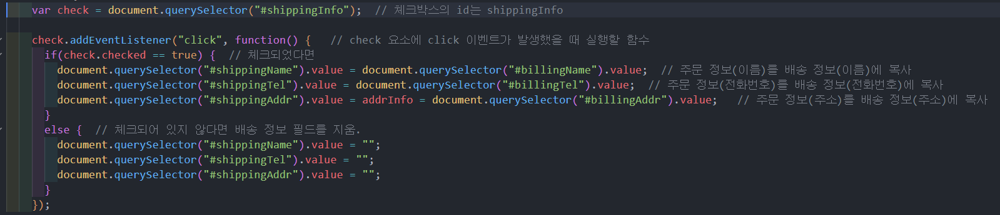 var check = document.querySelector("#shippingInfo");  // 체크박스의 id는 shippingInfo
check.addEventListener("click", function() {   // check 요소에 click 이벤트가 발생했을 때 실행할 함수
if(check.checked == true) {  // 체크되었다면
document.querySelector("#shippingName").value = document.querySelector("#billingName").value;  // 주문 정보(이름)를 배송 정보(이름)에 복사
document.querySelector("#shippingTel").value = document.querySelector("#billingTel").value;  // 주문 정보(전화번호)를 배송 정보(전화번호)에 복사
document.querySelector("#shippingAddr").value = addrInfo = document.querySelector("#billingAddr").value;   // 주문 정보(주소)를 배송 정보(주소)에 복사
}
else {  // 체크되어 있지 않다면 배송 정보 필드를 지움.
document.querySelector("#shippingName").value = "";
document.querySelector("#shippingTel").value = "";
document.querySelector("#shippingAddr").value = "";
}
});